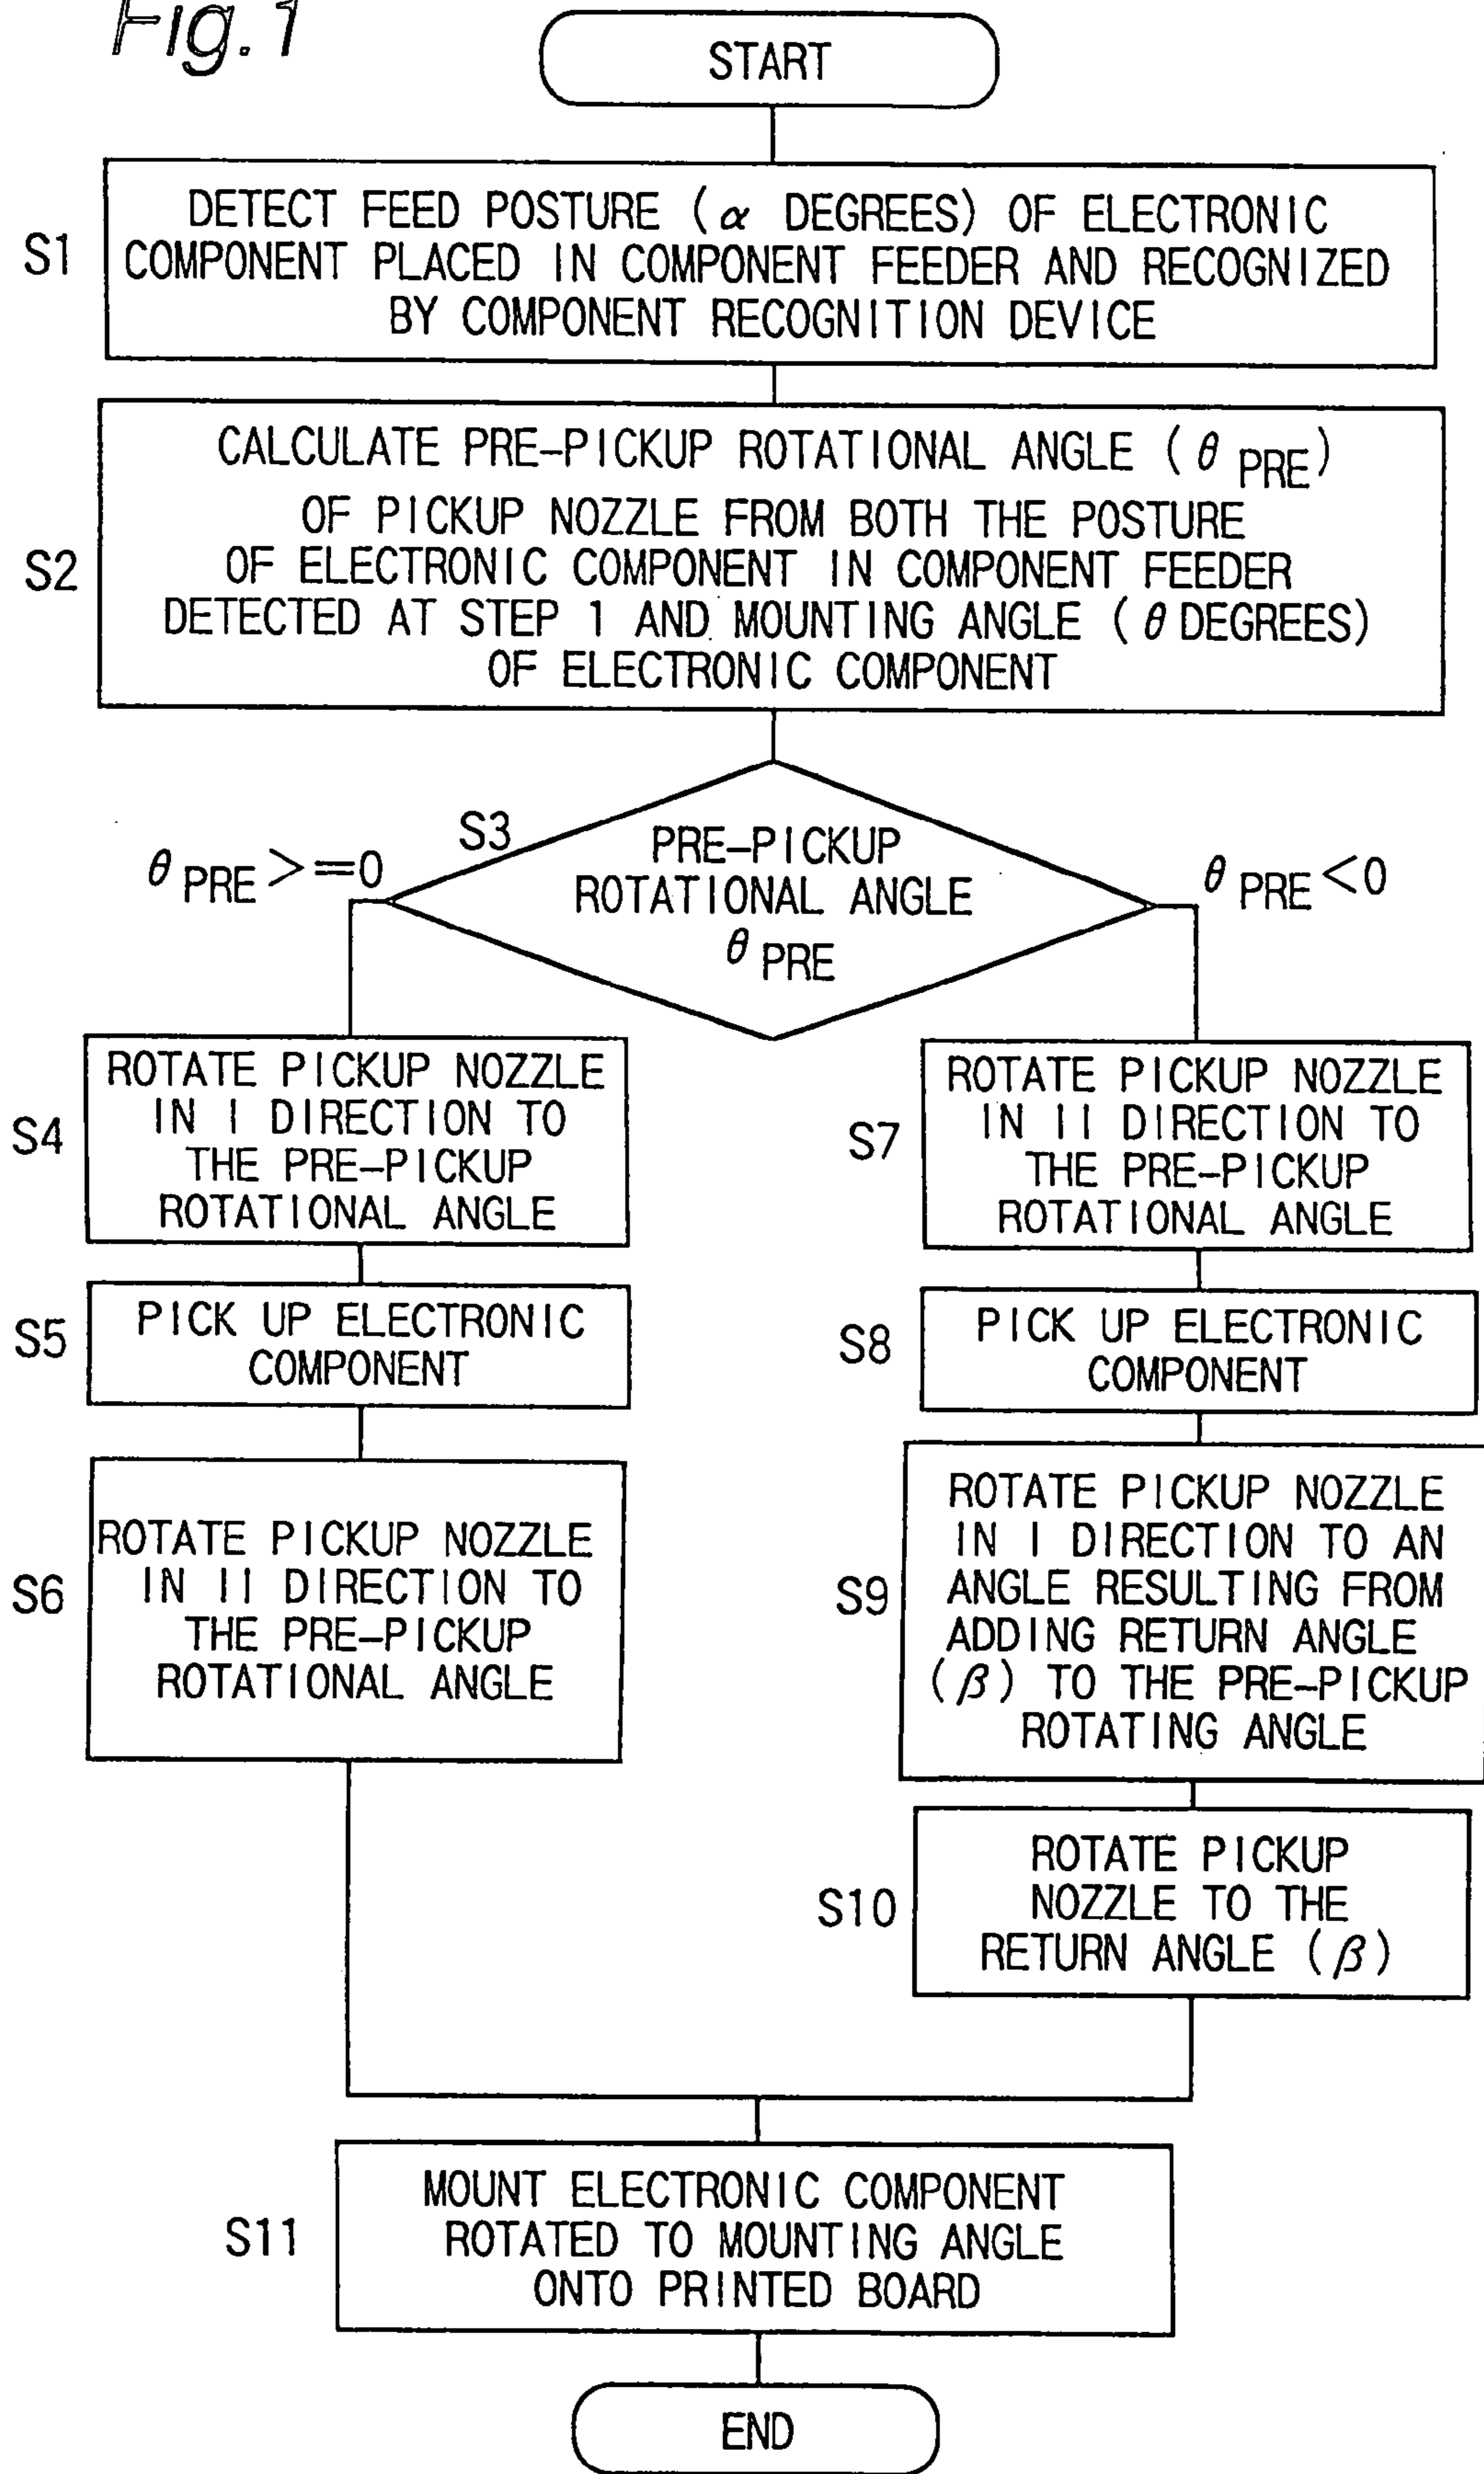 Fig.1
START
S1
DETECT FEED POSTURE (α DEGREES) OF ELECTRONIC
COMPONENT PLACED IN COMPONENT FEEDER AND RECOGNIZED
BY COMPONENT RECOGNITION DEVICE
S2
CALCULATE PRE-PICKUP ROTATIONAL ANGLE (θ PRE)
OF PICKUP NOZZLE FROM BOTH THE POSTURE
OF ELECTRONIC COMPONENT IN COMPONENT FEEDER
DETECTED AT STEP 1 AND MOUNTING ANGLE (θ DEGREES)
OF ELECTRONIC COMPONENT
S3
PRE-PICKUP
ROTATIONAL ANGLE
θ PRE
θ PRE >=0
θ PRE <0
S4
ROTATE PICKUP NOZZLE
IN I DIRECTION TO
THE PRE-PICKUP
ROTATIONAL ANGLE
S5
PICK UP ELECTRONIC
COMPONENT
S6
ROTATE PICKUP NOZZLE
IN II DIRECTION TO
THE PRE-PICKUP
ROTATIONAL ANGLE
S7
ROTATE PICKUP NOZZLE
IN II DIRECTION TO
THE PRE-PICKUP
ROTATIONAL ANGLE
S8
PICK UP ELECTRONIC
COMPONENT
S9
ROTATE PICKUP NOZZLE
IN I DIRECTION TO AN
ANGLE RESULTING FROM
ADDING RETURN ANGLE
(β) TO THE PRE-PICKUP
ROTATING ANGLE
S10
ROTATE PICKUP
NOZZLE TO THE
RETURN ANGLE (β)
S11
MOUNT ELECTRONIC COMPONENT
ROTATED TO MOUNTING ANGLE
ONTO PRINTED BOARD
END